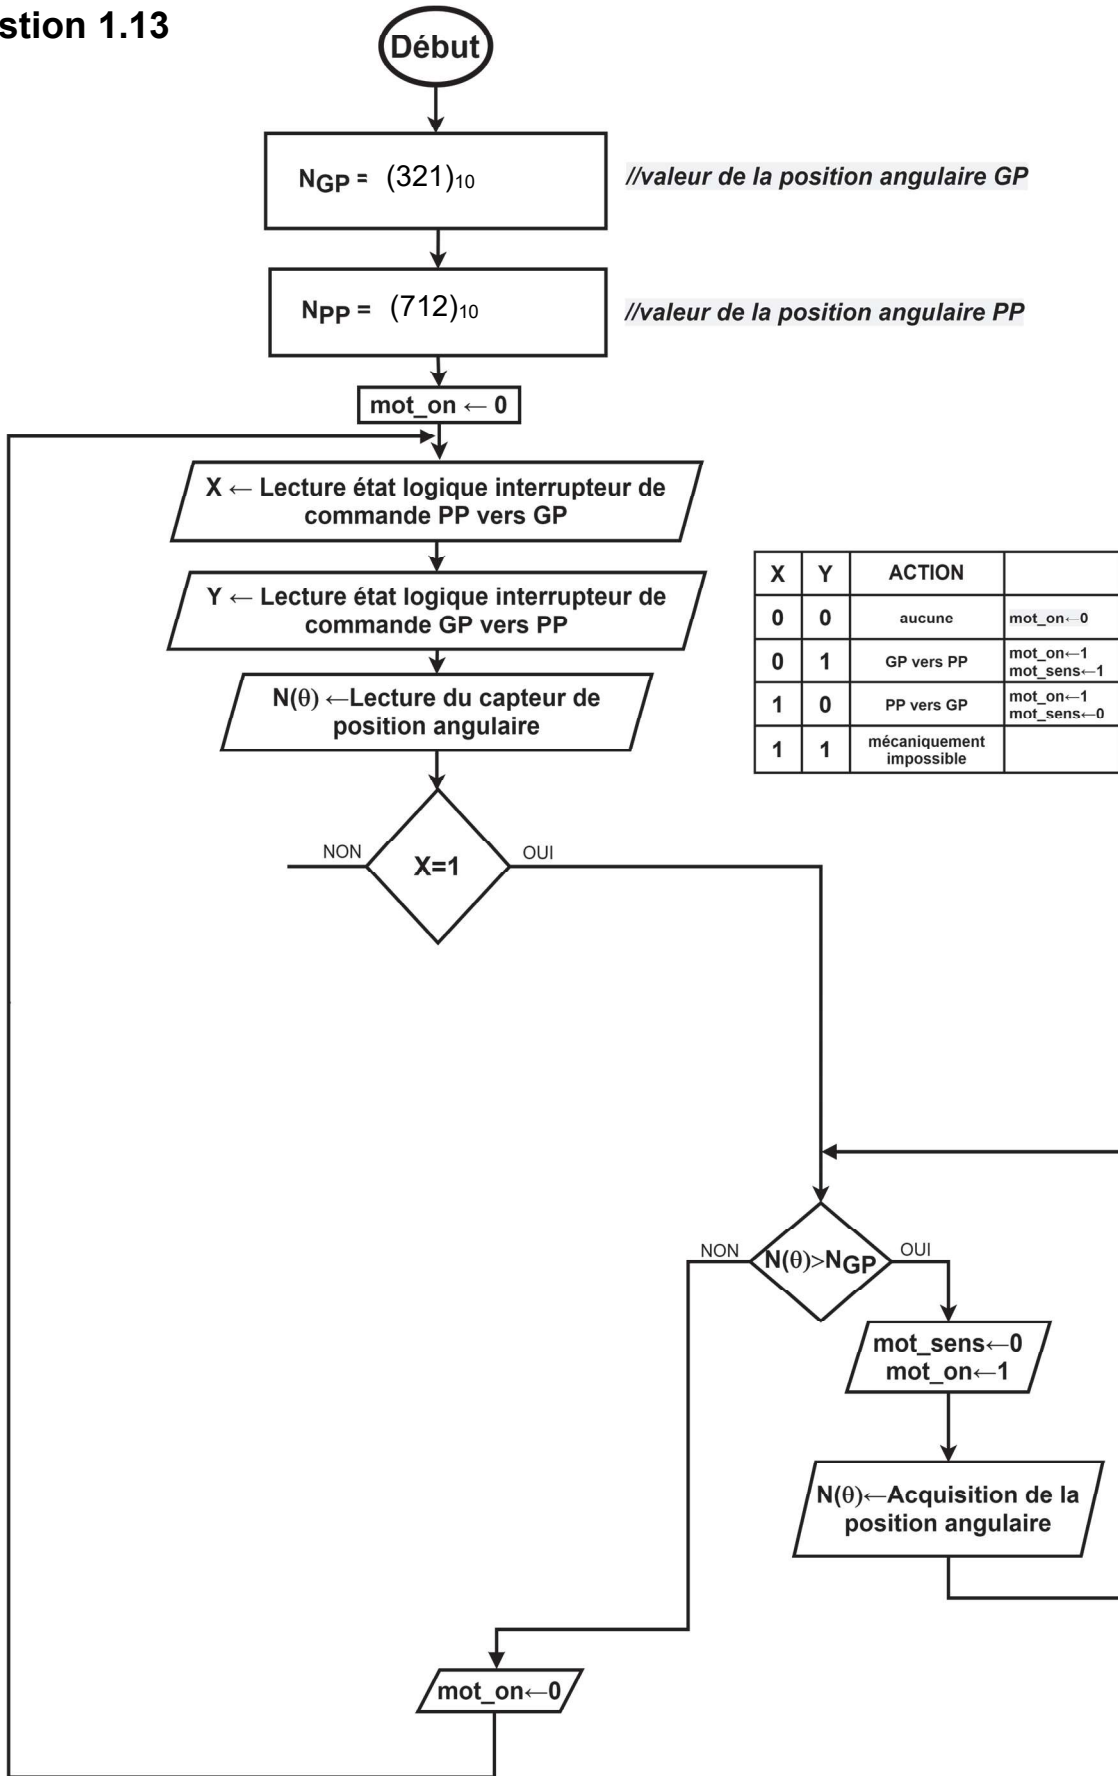 stion 1.13
Début
NGP = (321)10
//valeur de la position angulaire GP
NPP = (712)10
//valeur de la position angulaire PP
mot_on ← 0
X ← Lecture état logique interrupteur de
commande PP vers GP
Y ← Lecture état logique interrupteur de
commande GP vers PP
N(θ) ←Lecture du capteur de
position angulaire
X Y ACTION
0 0 aucune mot_on←0
0 1 GP vers PP mot_on←1
mot_sens←1
1 0 PP vers GP mot_on←1
mot_sens←0
1 1 mécaniquement
impossible
NON X=1 OUI
NON N(θ)>NGP OUI
mot_sens←0
mot_on←1
N(θ)←Acquisition de la
position angulaire
mot_on←0